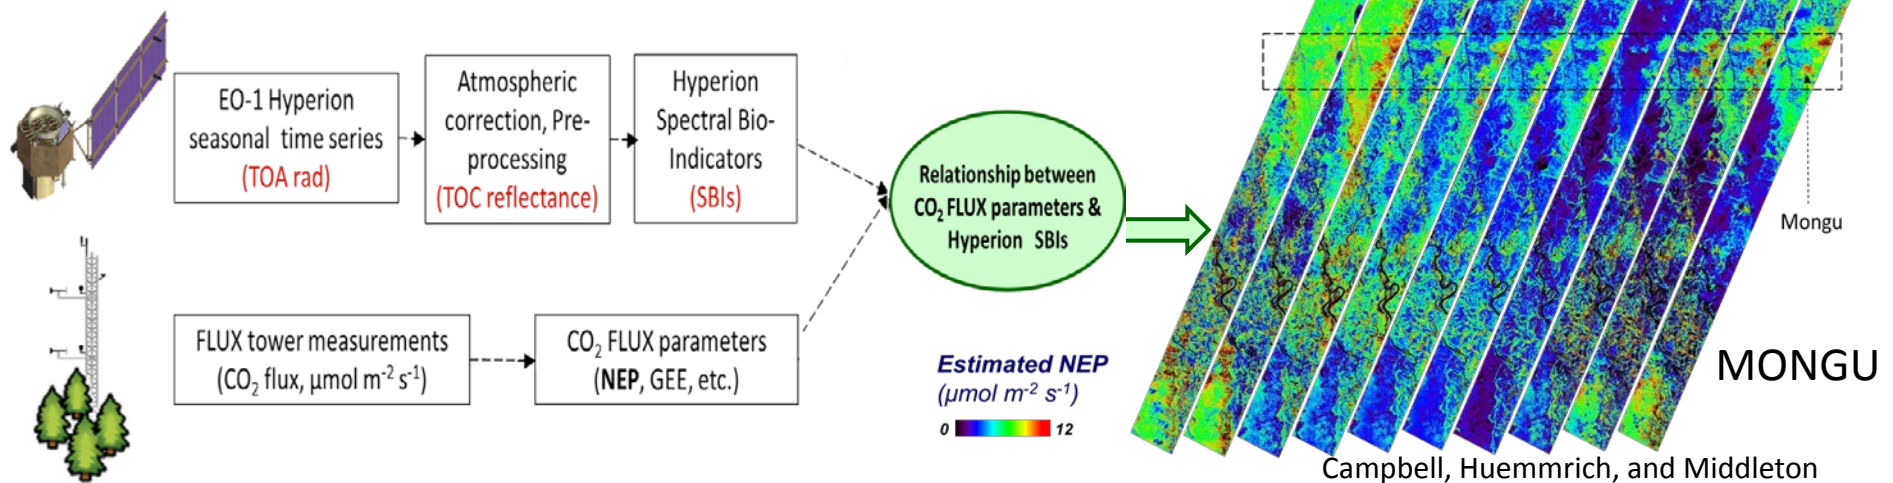 EO-1 Hyperion
seasonal time series
(TOA rad)
Atmospheric
correction, Pre-
processing
(TOC reflectance)
Hyperion
Spectral Bio-
Indicators
(SBIs)
FLUX tower measurements
(CO₂ flux, µmol m⁻² s⁻¹)
CO₂ FLUX parameters
(NEP, GEE, etc.)
Relationship between
CO₂ FLUX parameters &
Hyperion SBIs
Estimated NEP
(µmol m⁻² s⁻¹)
0 12
Mongu
MONGU
Campbell, Huemmrich, and Middleton